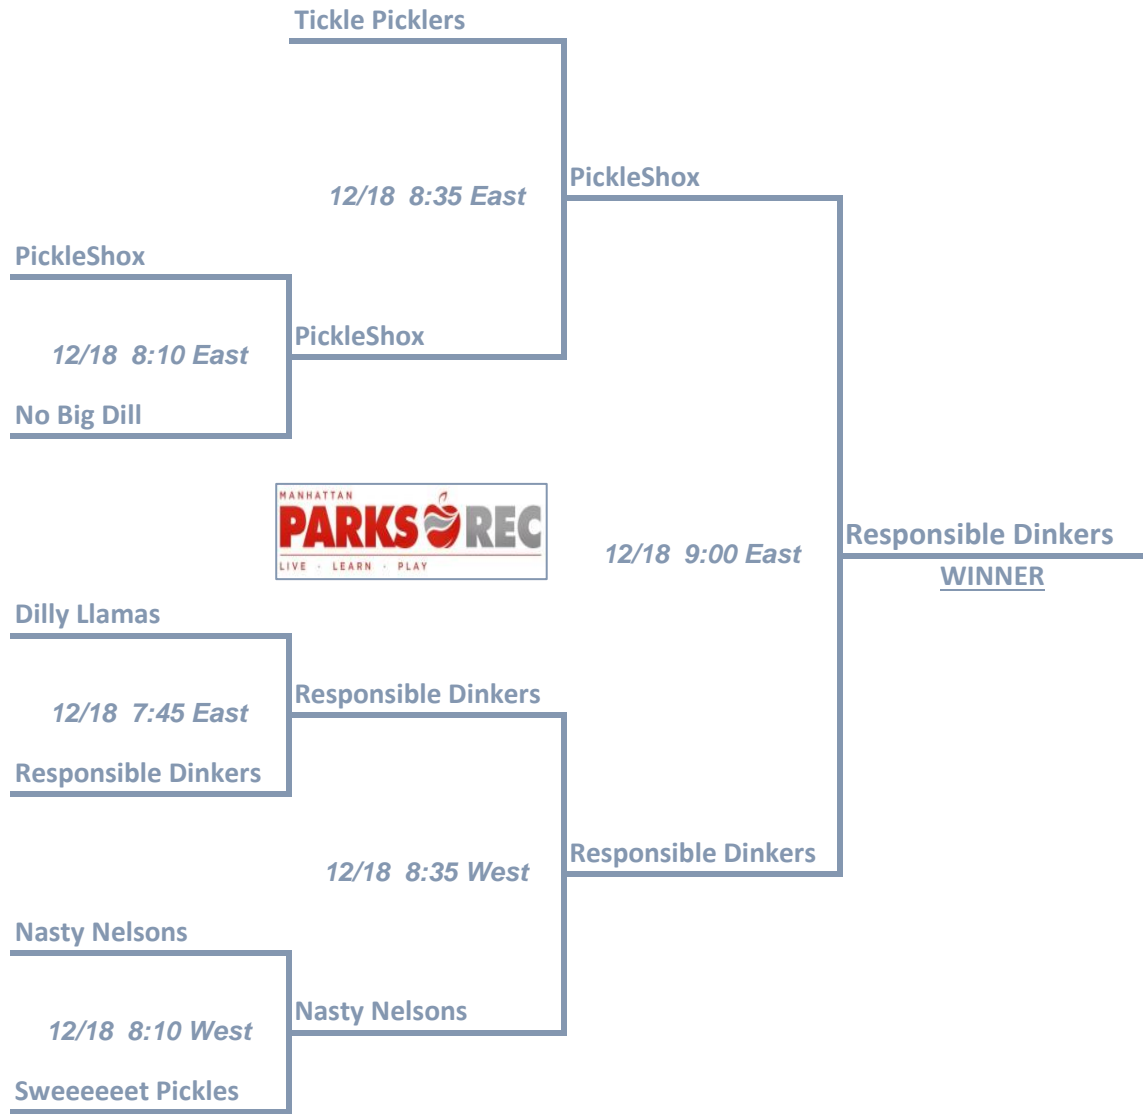 Tickle Picklers
12/18 8:35 East
PickleShox
PickleShox
12/18 8:10 East
PickleShox
No Big Dill
MANHATTAN
PARKS REC
LIVE · LEARN · PLAY
12/18 9:00 East
Responsible Dinkers
WINNER
Dilly Llamas
12/18 7:45 East
Responsible Dinkers
Responsible Dinkers
12/18 8:35 West
Responsible Dinkers
Nasty Nelsons
12/18 8:10 West
Nasty Nelsons
Sweeeeeet Pickles